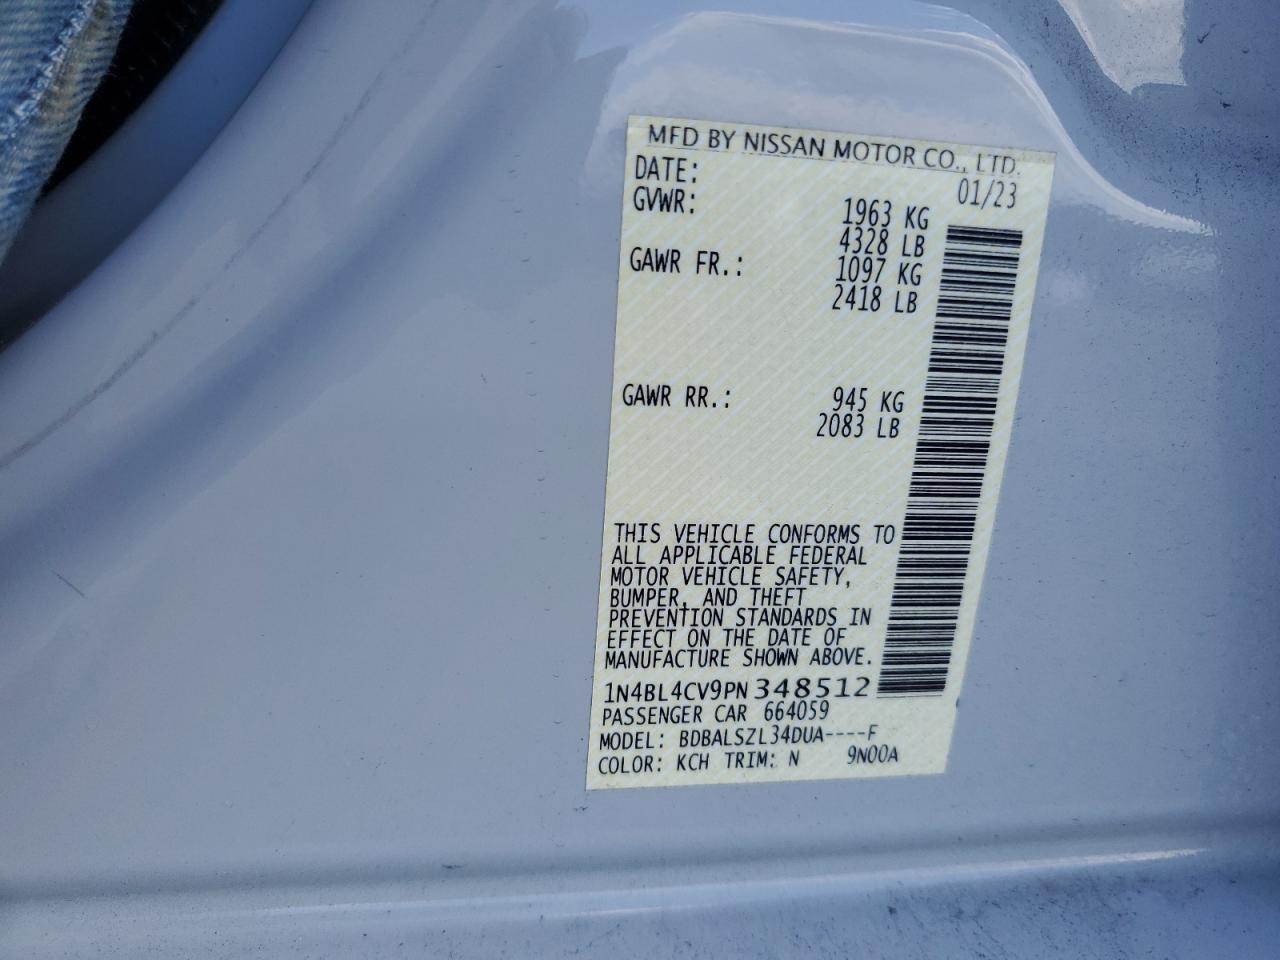 MFD BY NISSAN MOTOR CO., LTD.
DATE: 01/23
GVWR: 1963 KG
4328 LB
GAWR FR.: 1097 KG
2418 LB
GAWR RR.: 945 KG
2083 LB
THIS VEHICLE CONFORMS TO
ALL APPLICABLE FEDERAL
MOTOR VEHICLE SAFETY,
BUMPER, AND THEFT
PREVENTION STANDARDS IN
EFFECT ON THE DATE OF
MANUFACTURE SHOWN ABOVE.
1N4BL4CV9PN348512
PASSENGER CAR 664059
MODEL: BDBALSZL34DUA----F
COLOR: KCH TRIM: N 9N00A